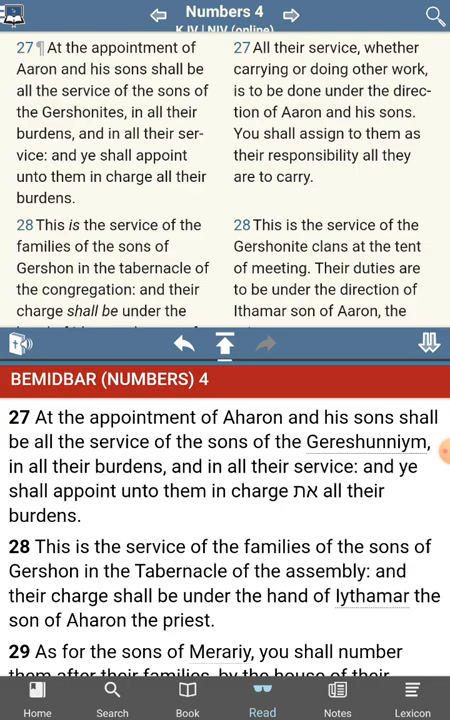 Numbers 4
KJV | NIV (online)
27 ¶ At the appointment of
Aaron and his sons shall be
all the service of the sons of
the Gershonites, in all their
burdens, and in all their ser-
vice: and ye shall appoint
unto them in charge all their
burdens.
28 This is the service of the
families of the sons of
Gershon in the tabernacle of
the congregation: and their
charge shall be under the
27 All their service, whether
carrying or doing other work,
is to be done under the direc-
tion of Aaron and his sons.
You shall assign to them as
their responsibility all they
are to carry.
28 This is the service of the
Gershonite clans at the tent
of meeting. Their duties are
to be under the direction of
Ithamar son of Aaron, the
BEMIDBAR (NUMBERS) 4
27 At the appointment of Aharon and his sons shall
be all the service of the sons of the Gereshunniym,
in all their burdens, and in all their service: and ye
shall appoint unto them in charge את all their
burdens.
28 This is the service of the families of the sons of
Gershon in the Tabernacle of the assembly: and
their charge shall be under the hand of Iythamar the
son of Aharon the priest.
29 As for the sons of Merariy, you shall number
them after their families, by the house of their
Home
Search
Book
Read
Notes
Lexicon